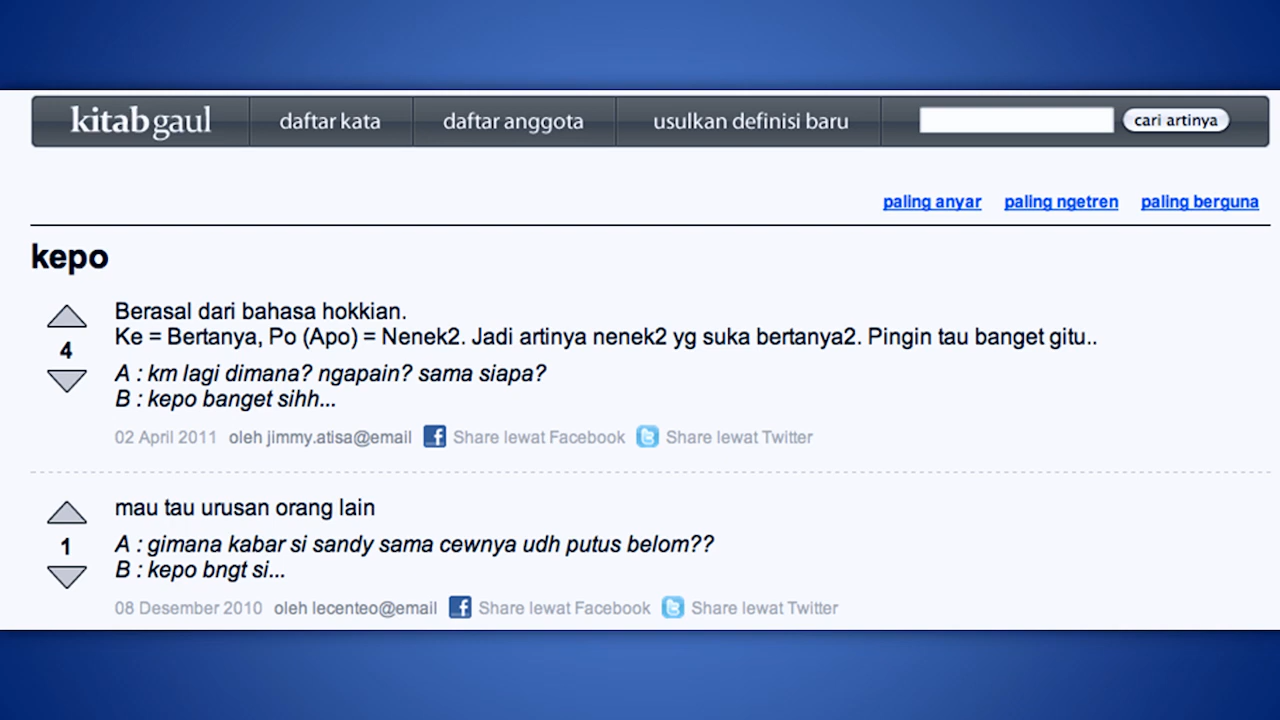 kitabgaul daftar kata daftar anggota usulkan definisi baru cari artinya
paling anyar paling ngetren paling berguna
kepo
Berasal dari bahasa hokkian.
4
Ke = Bertanya, Po (Apo) = Nenek2. Jadi artinya nenek2 yg suka bertanya2. Pingin tau banget gitu..
A : km lagi dimana? ngapain? sama siapa?
B : kepo banget sihh...
02 April 2011 oleh jimmy.atisa@email Share lewat Facebook Share lewat Twitter
mau tau urusan orang lain
1
A : gimana kabar si sandy sama cewnya udh putus belom??
B : kepo bngt si...
08 Desember 2010 oleh lecenteo@email Share lewat Facebook Share lewat Twitter